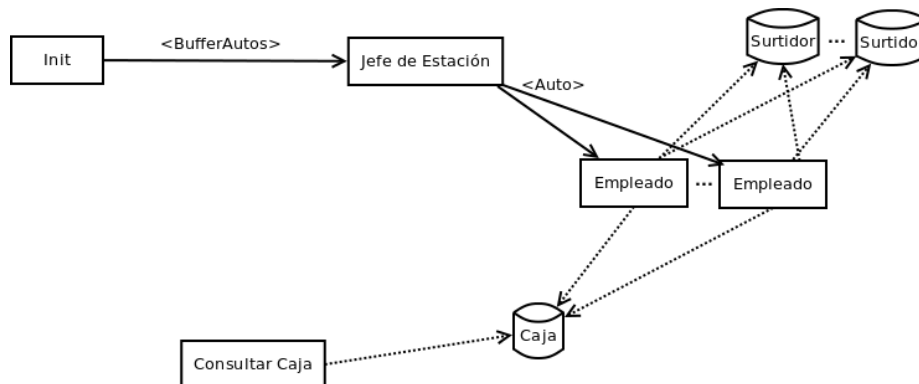 <BufferAutos>
Init
Jefe de Estación
<Auto>
Surtidor
...
Surtido
Empleado
...
Empleado
Caja
Consultar Caja